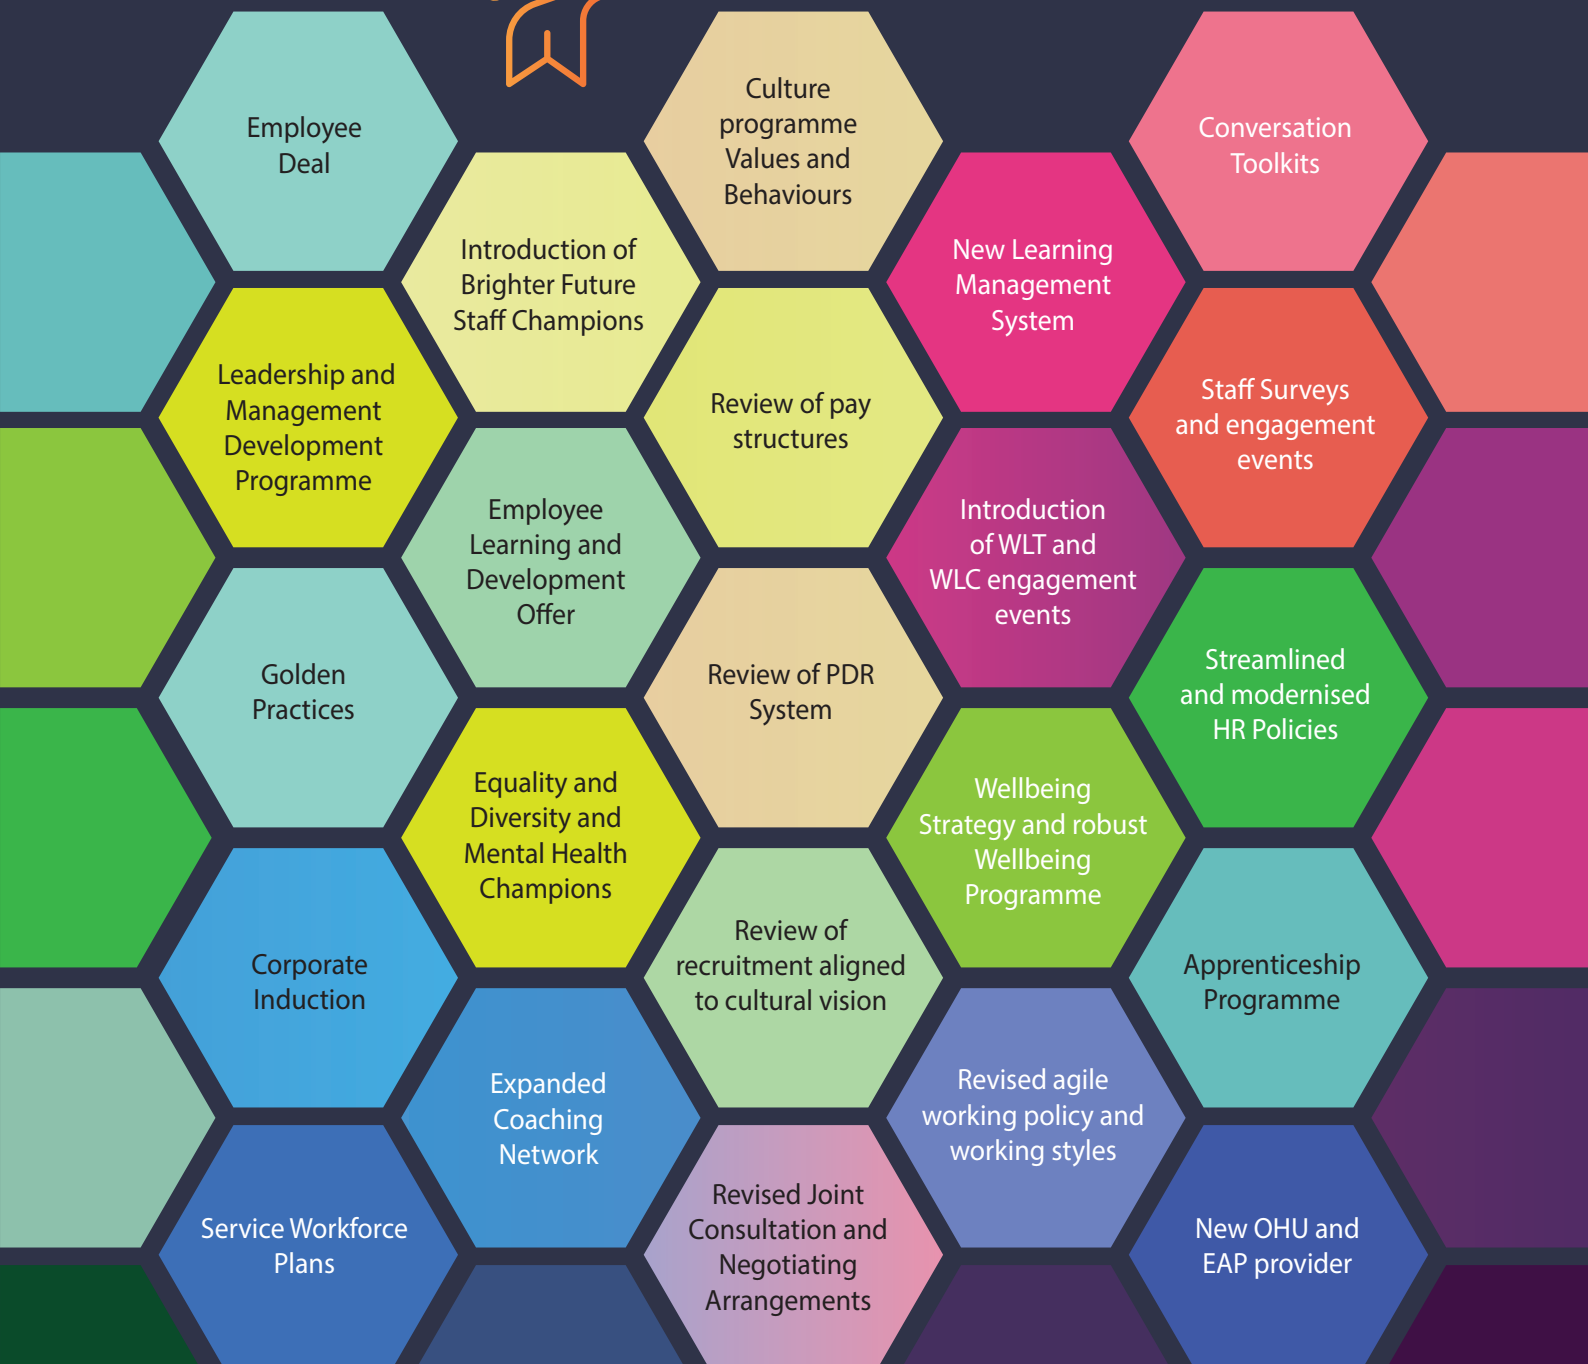 Employee
Deal
Culture
programme
Values and
Behaviours
Conversation
Toolkits
Introduction of
Brighter Future
Staff Champions
New Learning
Management
System
Leadership and
Management
Development
Programme
Review of pay
structures
Staff Surveys
and engagement
events
Employee
Learning and
Development
Offer
Introduction
of WLT and
WLC engagement
events
Golden
Practices
Review of PDR
System
Streamlined
and modernised
HR Policies
Equality and
Diversity and
Mental Health
Champions
Wellbeing
Strategy and robust
Wellbeing
Programme
Corporate
Induction
Review of
recruitment aligned
to cultural vision
Apprenticeship
Programme
Expanded
Coaching
Network
Revised agile
working policy and
working styles
Service Workforce
Plans
Revised Joint
Consultation and
Negotiating
Arrangements
New OHU and
EAP provider